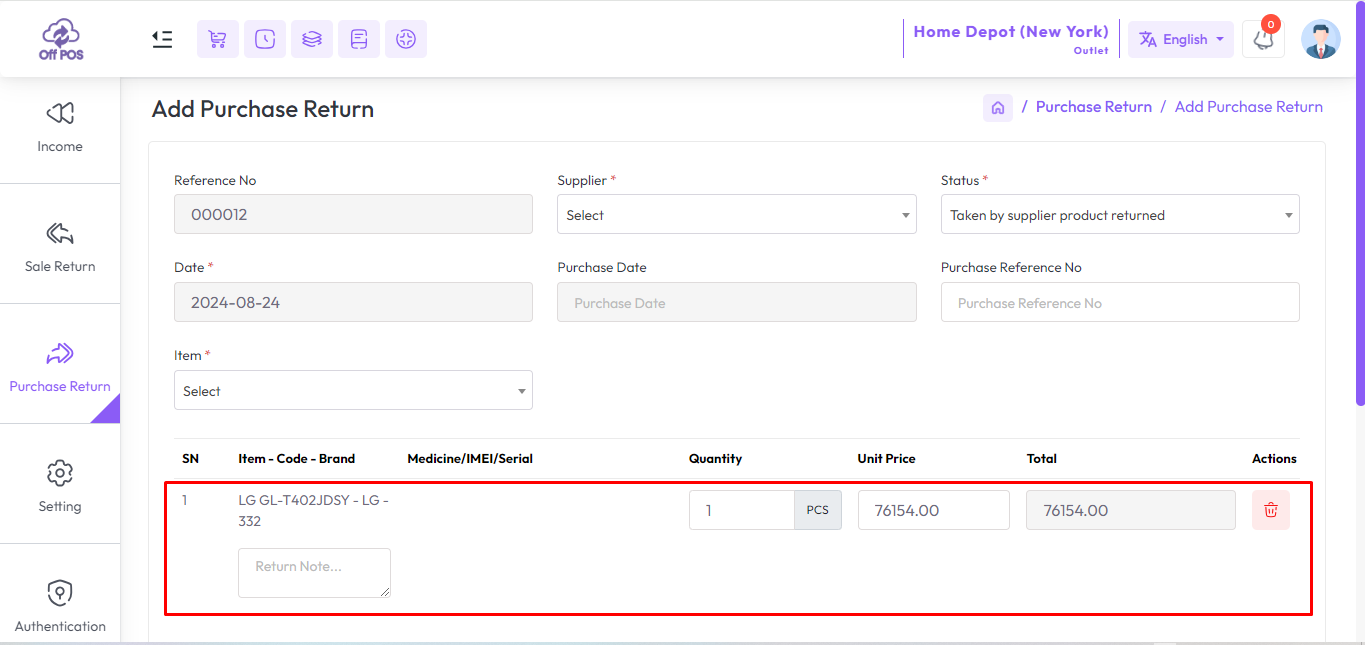 Off POS
Home Depot (New York)
Outlet
English
0
Income
Sale Return
Purchase Return
Setting
Authentication
Add Purchase Return
/ Purchase Return / Add Purchase Return
Reference No
000012
Supplier *
Select
Status *
Taken by supplier product returned
Date *
2024-08-24
Purchase Date
Purchase Date
Purchase Reference No
Purchase Reference No
Item *
Select
SN Item - Code - Brand Medicine/IMEI/Serial Quantity Unit Price Total Actions
1 LG GL-T402JDSY - LG - 1 PCS 76154.00 76154.00
332
Return Note...